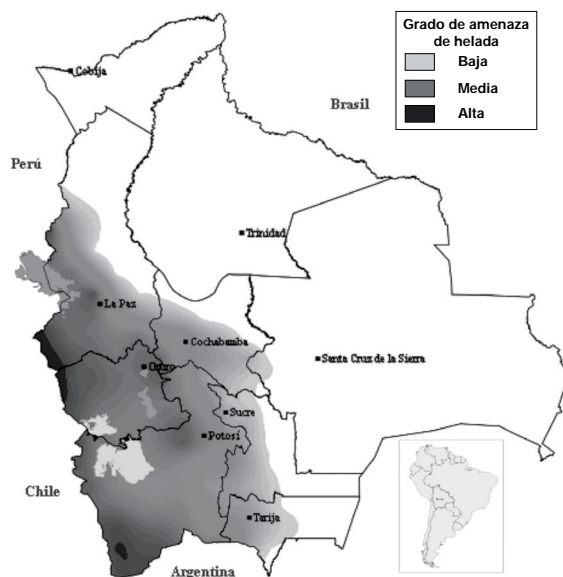 Grado de amenaza
de helada
Baja
Media
Alta
Cobija
Brasil
Perú
Trinidad
La Paz
Cochabamba
Santa Cruz de la Sierra
Oruro
Sucre
Potosí
Chile
Tarija
Argentina